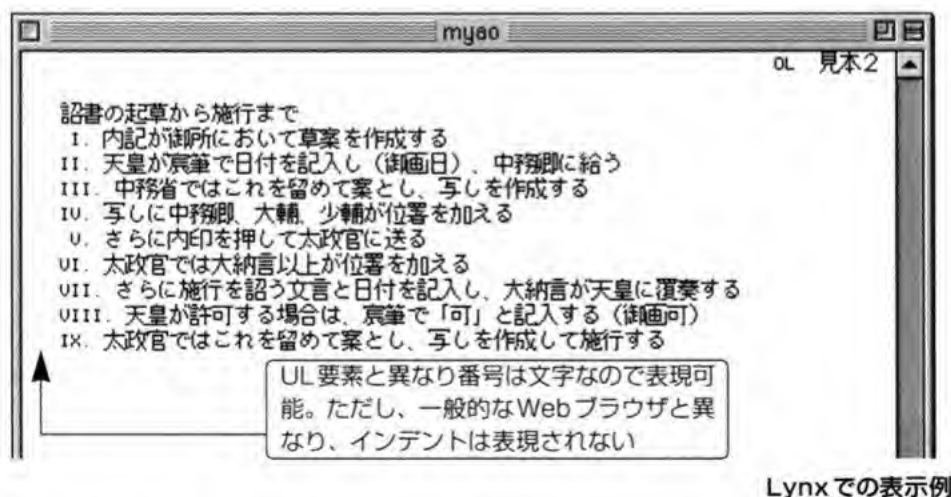 myao
OL 見本2
詔書の起草から施行まで
I. 内記が御所において草案を作成する
II. 天皇が宸筆で日付を記入し（御画日）、中務卿に給う
III. 中務省ではこれを留めて案とし、写しを作成する
IV. 写しに中務卿、大輔、少輔が位署を加える
V. さらに内印を押して太政官に送る
VI. 太政官では大納言以上が位署を加える
VII. さらに施行を詔う文言と日付を記入し、大納言が天皇に覆奏する
VIII. 天皇が許可する場合は、宸筆で「可」と記入する（御画可）
IX. 太政官ではこれを留めて案とし、写しを作成して施行する
UL要素と異なり番号は文字なので表現可
能。ただし、一般的なWebブラウザと異
なり、インデントは表現されない
Lynxでの表示例